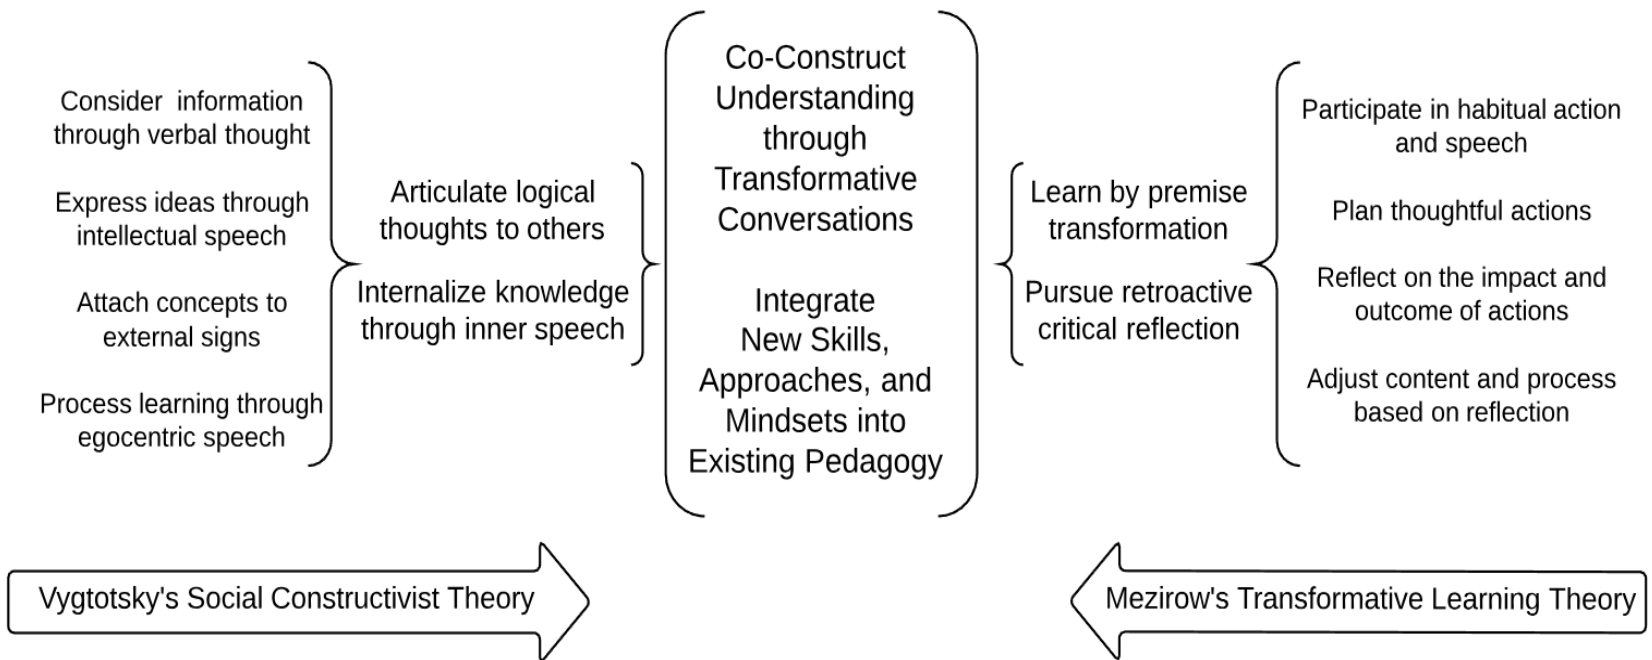 Consider  information
through verbal thought
Express ideas through
intellectual speech
Attach concepts to
external signs
Process learning through
egocentric speech
Articulate logical
thoughts to others
Internalize knowledge
through inner speech
Co-Construct
Understanding
through
Transformative
Conversations
Integrate
New Skills,
Approaches, and
Mindsets into
Existing Pedagogy
Learn by premise
transformation
Pursue retroactive
critical reflection
Participate in habitual action
and speech
Plan thoughtful actions
Reflect on the impact and
outcome of actions
Adjust content and process
based on reflection
Vygtotsky's Social Constructivist Theory
Mezirow's Transformative Learning Theory